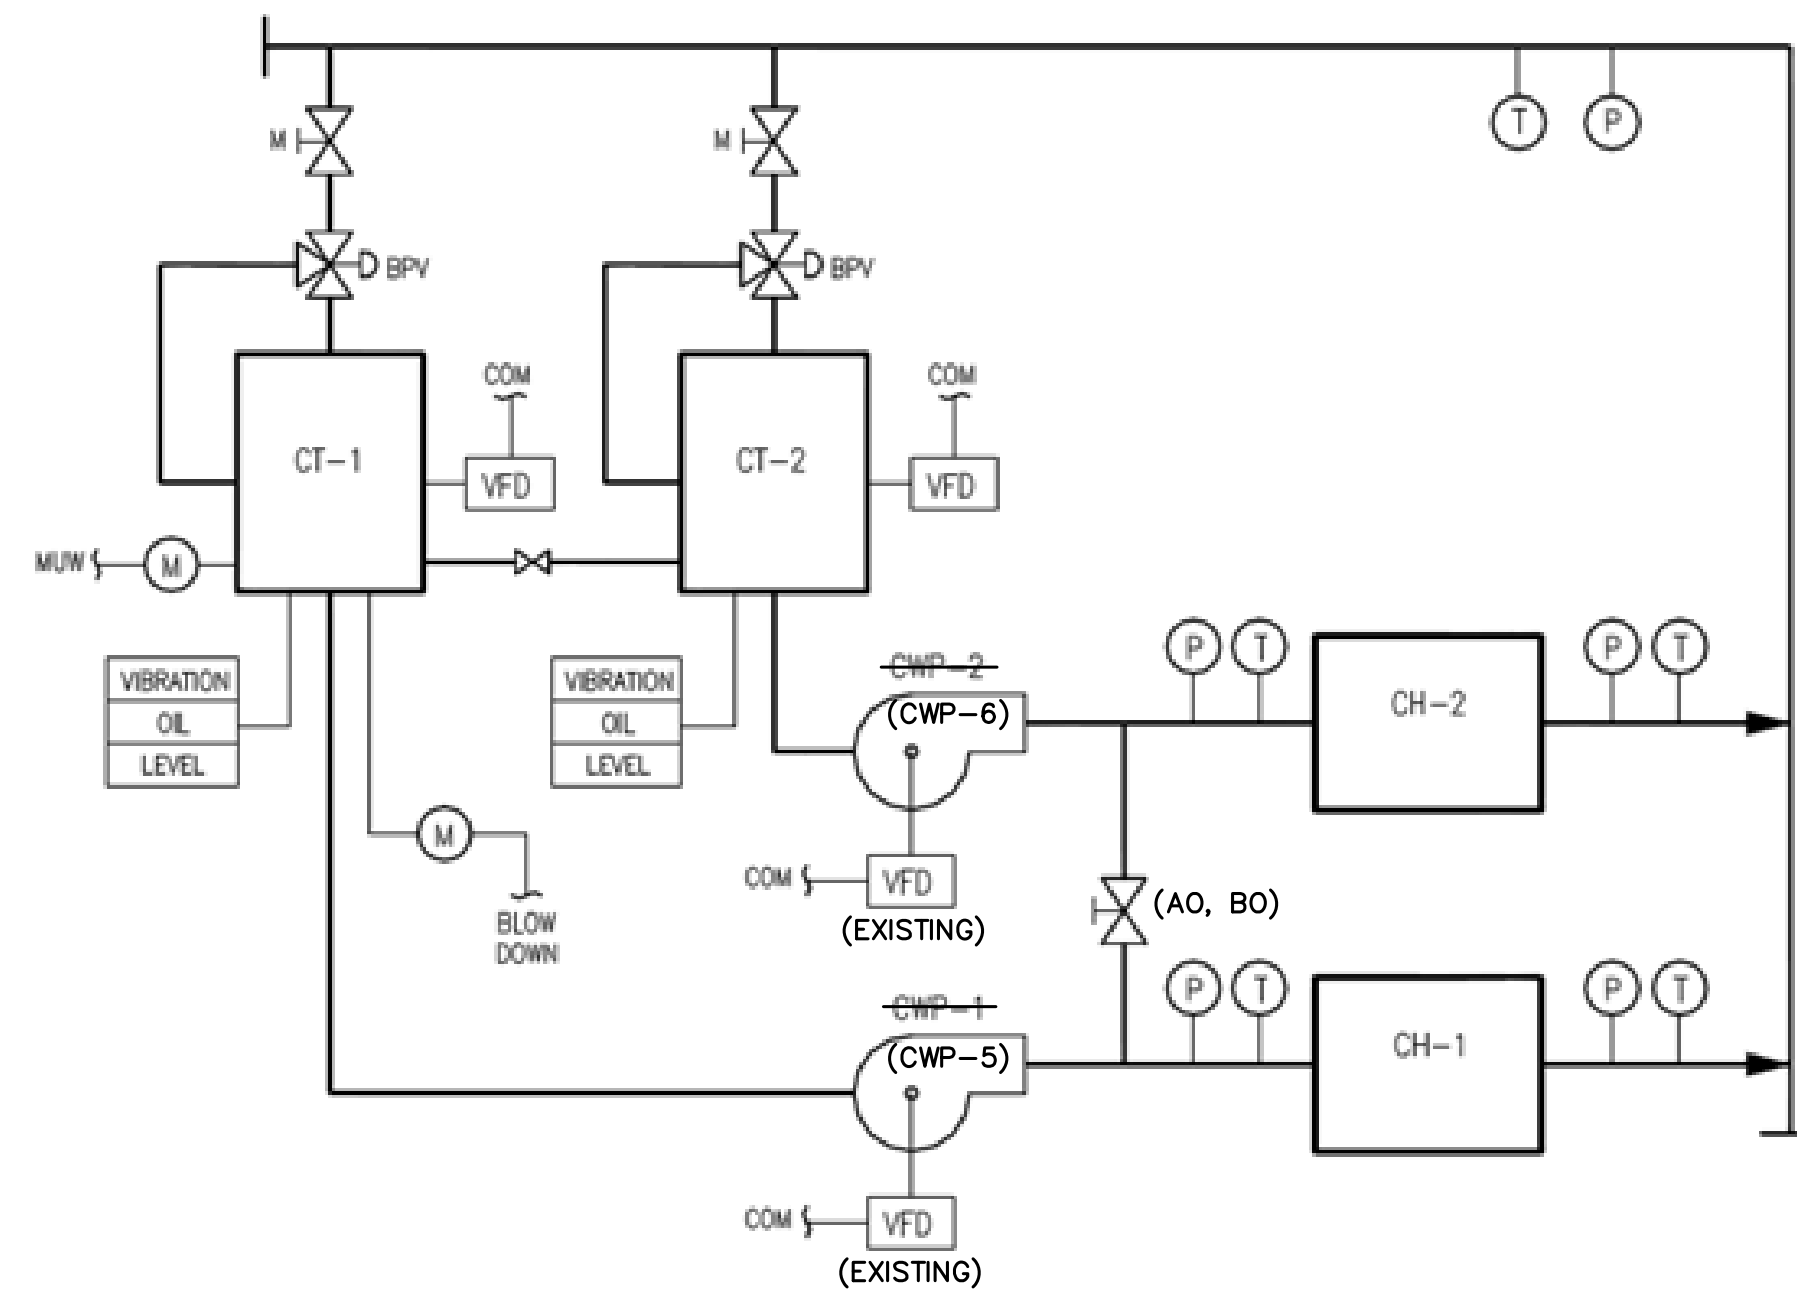 T
P
M
M
BPV
BPV
COM
COM
CT-1
CT-2
VFD
VFD
MUW
M
VIBRATION
OIL
LEVEL
VIBRATION
OIL
LEVEL
CWP-2
(CWP-6)
P
T
CH-2
P
T
M
BLOW
DOWN
COM
VFD
(EXISTING)
(AO, BO)
CWP-1
(CWP-5)
P
T
CH-1
P
T
COM
VFD
(EXISTING)